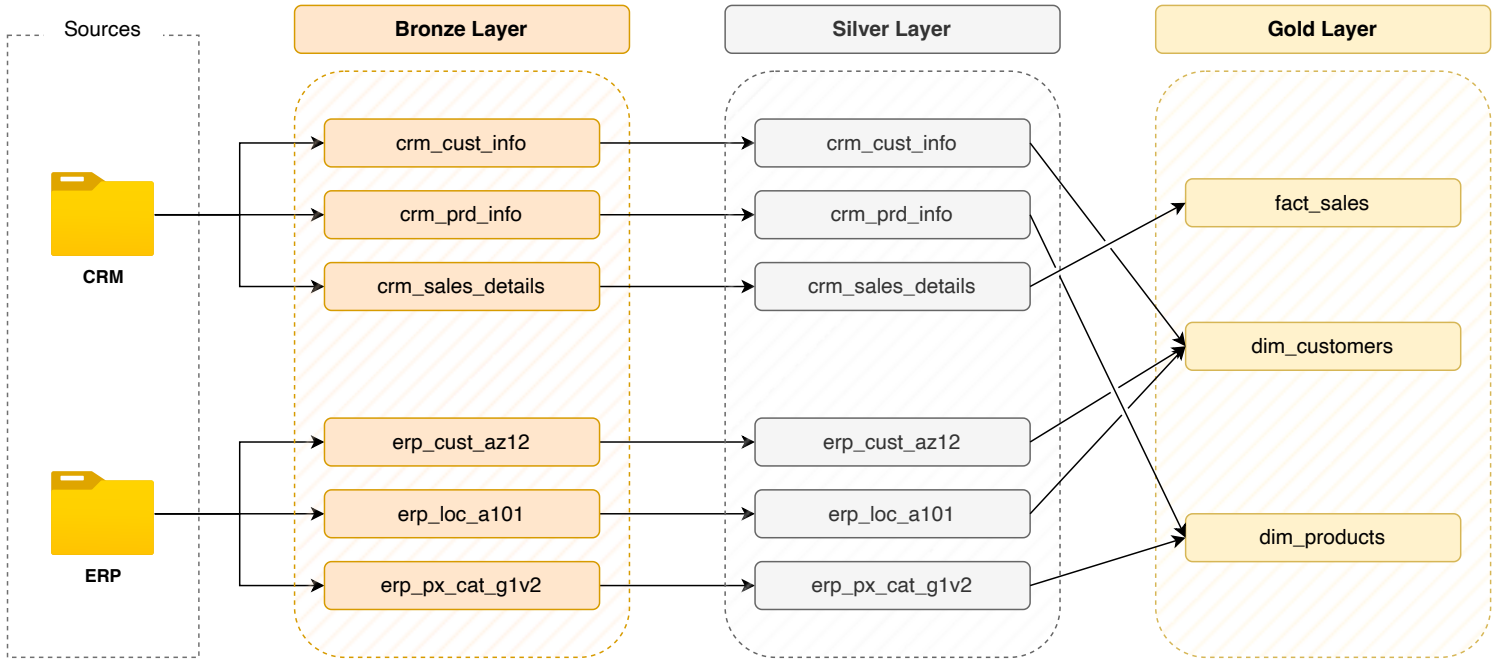 Sources
Bronze Layer
Silver Layer
Gold Layer
crm_cust_info
crm_cust_info
crm_prd_info
crm_prd_info
fact_sales
CRM
crm_sales_details
crm_sales_details
dim_customers
erp_cust_az12
erp_cust_az12
erp_loc_a101
erp_loc_a101
dim_products
ERP
erp_px_cat_g1v2
erp_px_cat_g1v2